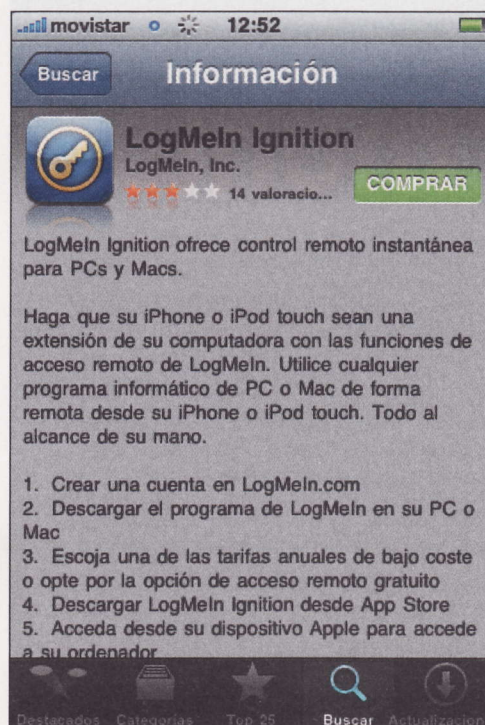 movistar 12:52
Buscar Información
LogMeIn Ignition
LogMeIn, Inc.
14 valoracio... COMPRAR
LogMeIn Ignition ofrece control remoto instantánea
para PCs y Macs.
Haga que su iPhone o iPod touch sean una
extensión de su computadora con las funciones de
acceso remoto de LogMeIn. Utilice cualquier
programa informático de PC o Mac de forma
remota desde su iPhone o iPod touch. Todo al
alcance de su mano.
1. Crear una cuenta en LogMeIn.com
2. Descargar el programa de LogMeIn en su PC o
Mac
3. Escoja una de las tarifas anuales de bajo coste
o opte por la opción de acceso remoto gratuito
4. Descargar LogMeIn Ignition desde App Store
5. Acceda desde su dispositivo Apple para accede
a su ordenador
Destacados Categorías Top 25 Buscar Actualizacion